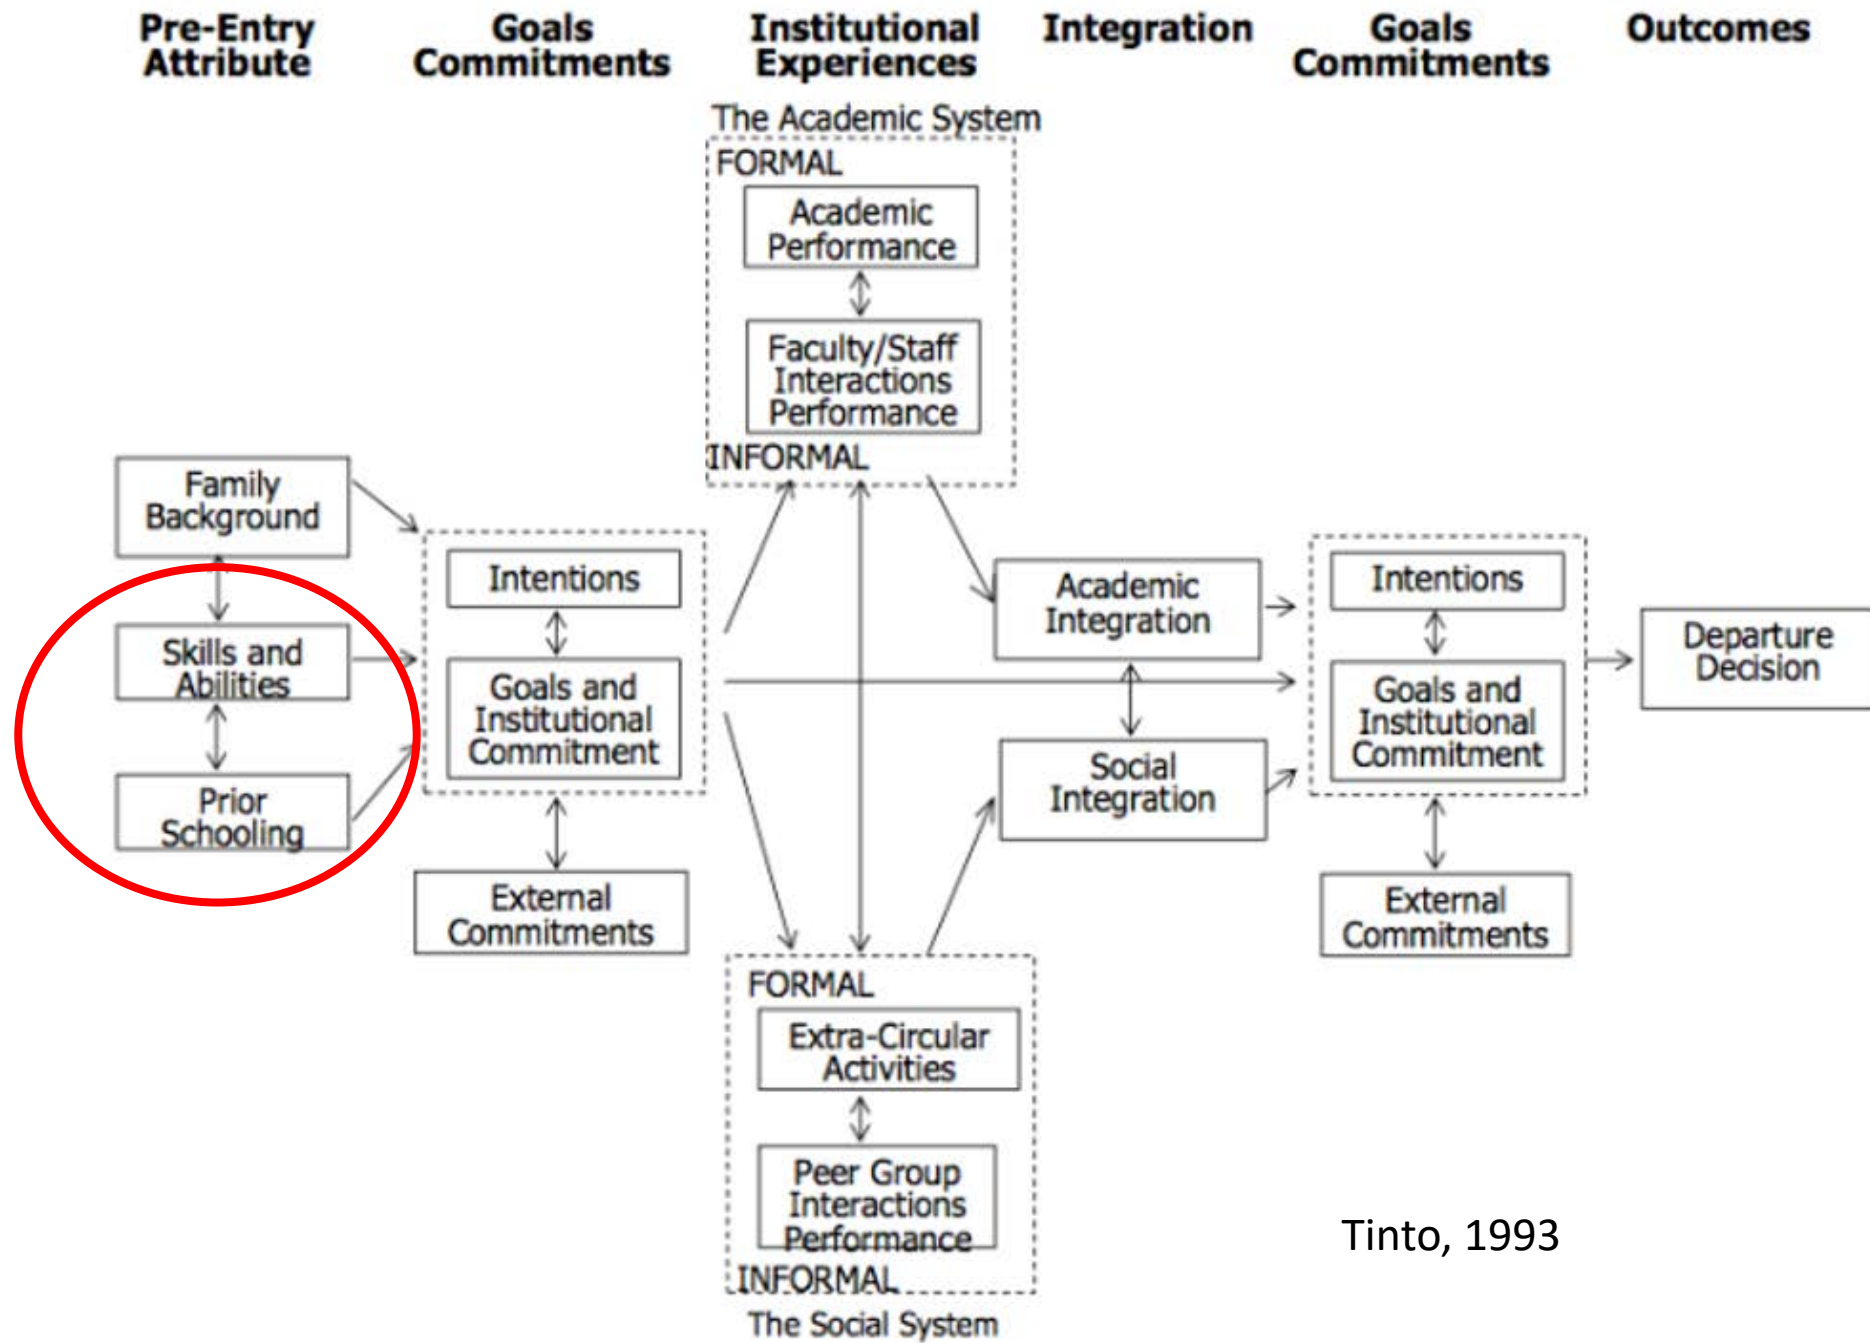 Pre-Entry
Attribute
Goals
Commitments
Institutional
Experiences
Integration
Goals
Commitments
Outcomes
The Academic System
FORMAL
Academic
Performance
Faculty/Staff
Interactions
Performance
INFORMAL
Family
Background
Skills and
Abilities
Prior
Schooling
Intentions
Goals and
Institutional
Commitment
External
Commitments
Academic
Integration
Social
Integration
Intentions
Goals and
Institutional
Commitment
External
Commitments
Departure
Decision
FORMAL
Extra-Circular
Activities
Peer Group
Interactions
Performance
INFORMAL
The Social System
Tinto, 1993